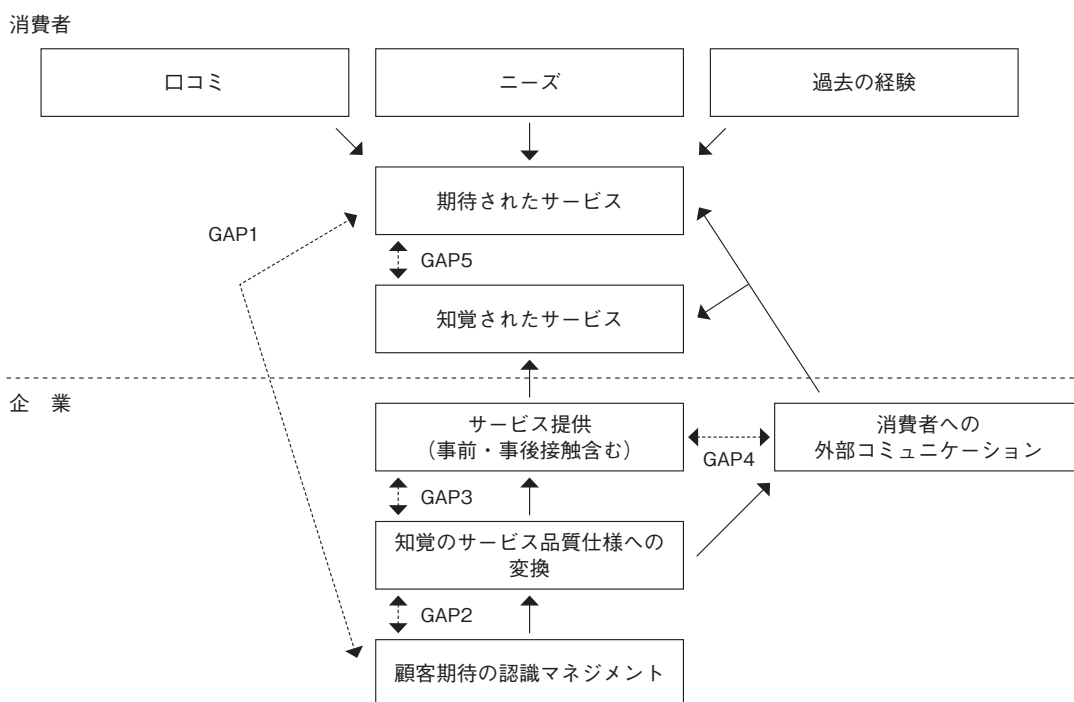 消費者
口コミ
ニーズ
過去の経験
期待されたサービス
GAP1
GAP5
知覚されたサービス
企　業
サービス提供
（事前・事後接触含む）
消費者への
外部コミュニケーション
GAP4
GAP3
知覚のサービス品質仕様への
変換
GAP2
顧客期待の認識マネジメント